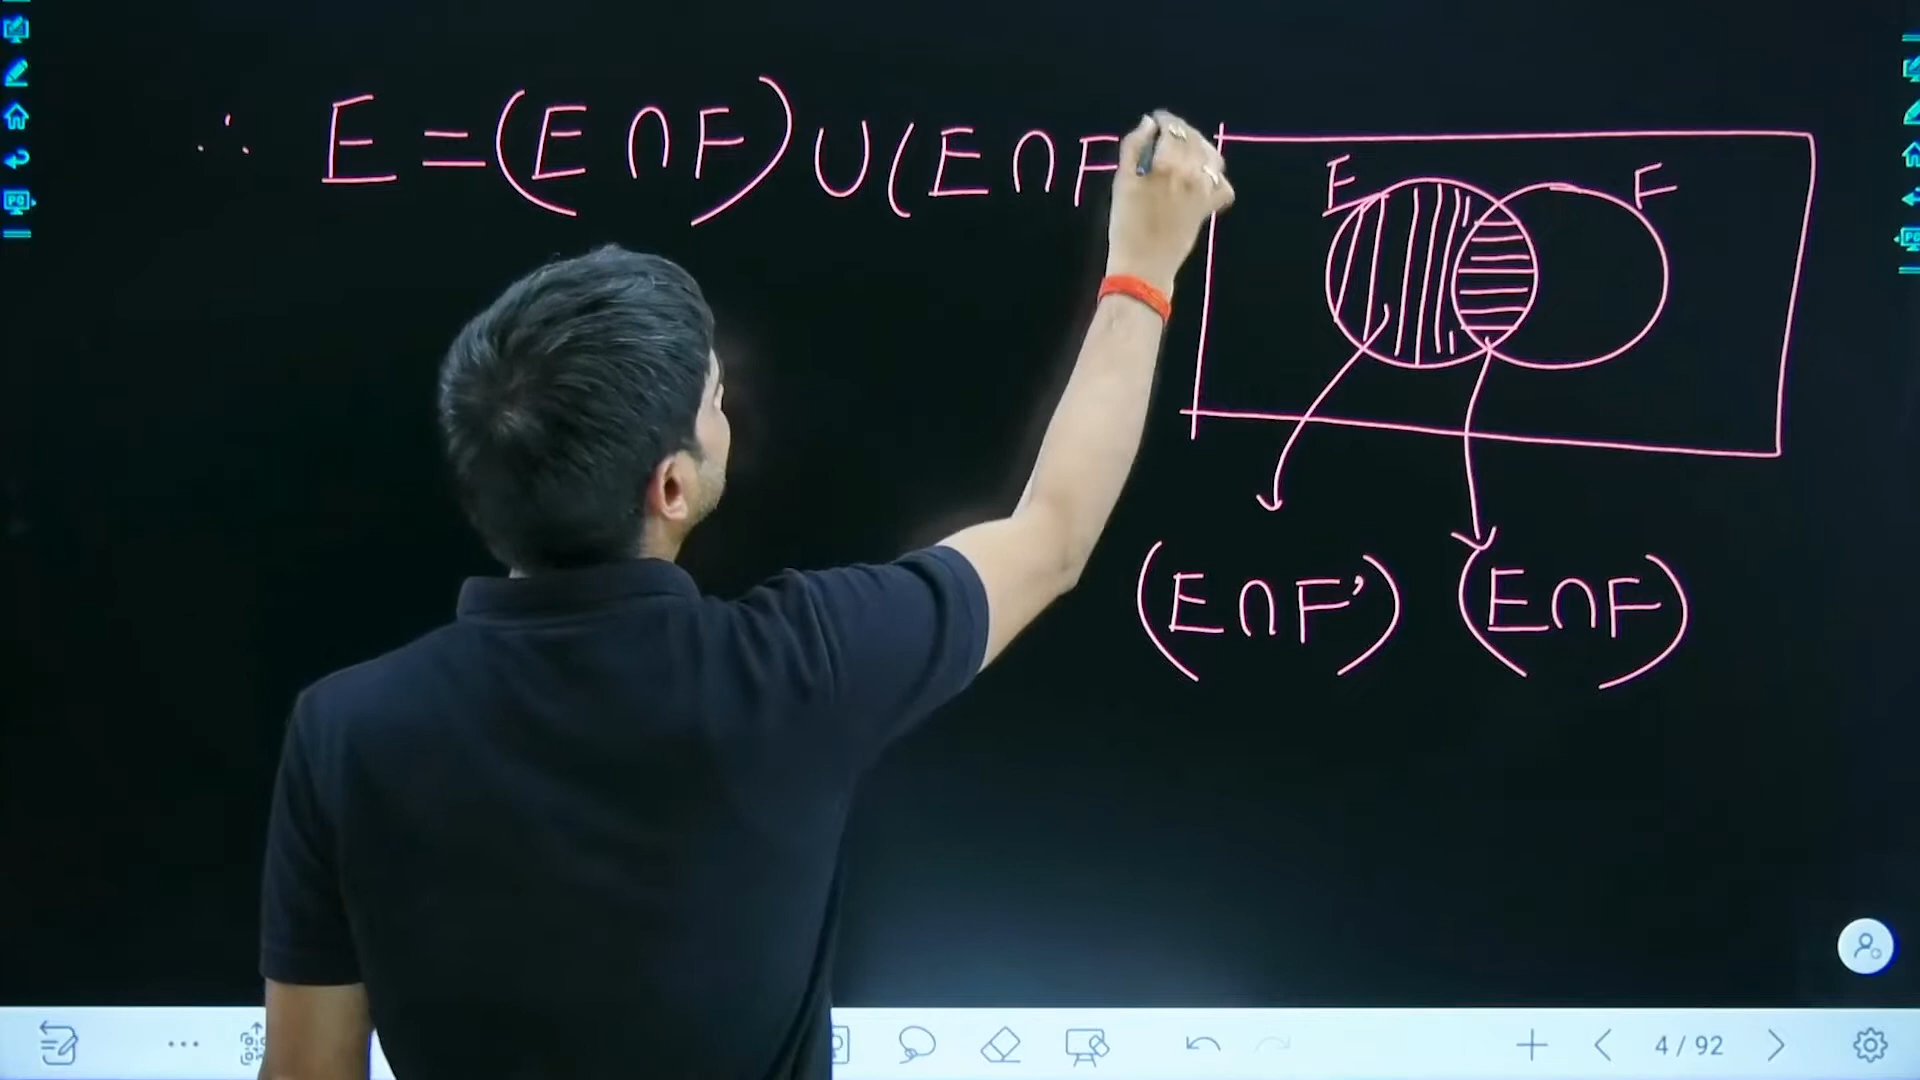 ∴ E = (E ∩ F) ∪ (E ∩ F
E F
(E ∩ F') (E ∩ F)
4 / 92